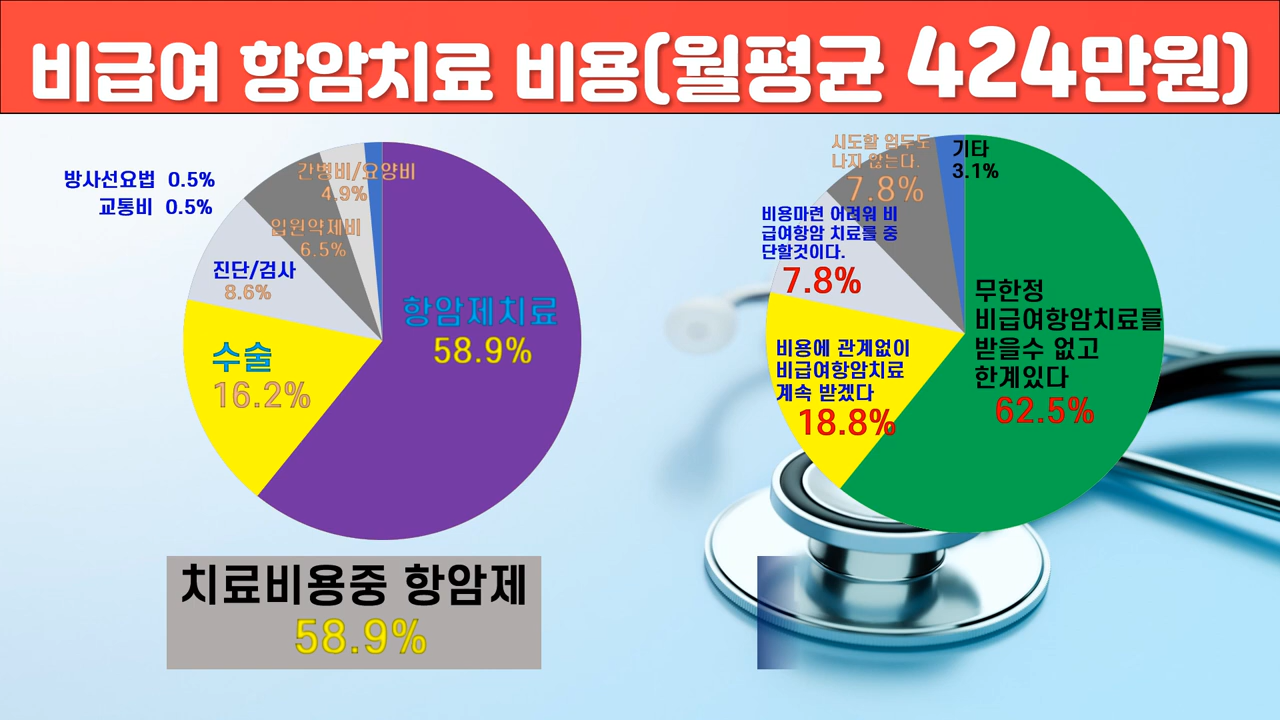 비급여 항암치료 비용(월평균 424만원)
방사선요법 0.5%
교통비 0.5%
간병비/요양비
4.9%
입원약제비
6.5%
진단/검사
8.6%
수술
16.2%
항암제치료
58.9%
치료비용중 항암제
58.9%
시도할 엄두도
나지 않는다.
7.8%
기타
3.1%
비용마련 어려워 비
급여항암 치료를 중
단할것이다.
7.8%
비용에 관계없이
비급여항암치료
계속 받겠다
18.8%
무한정
비급여항암치료를
받을수 없고
한계있다
62.5%